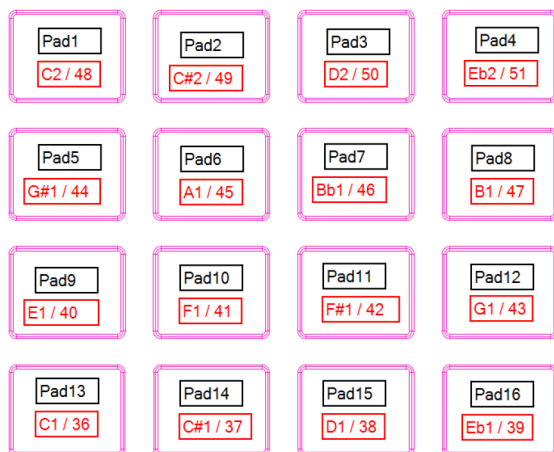 Pad1
Pad2
Pad3
Pad4
C2 / 48
C#2 / 49
D2 / 50
Eb2 / 51
Pad5
Pad6
Pad7
Pad8
G#1 / 44
A1 / 45
Bb1 / 46
B1 / 47
Pad9
Pad10
Pad11
Pad12
E1 / 40
F1 / 41
F#1 / 42
G1 / 43
Pad13
Pad14
Pad15
Pad16
C1 / 36
C#1 / 37
D1 / 38
Eb1 / 39